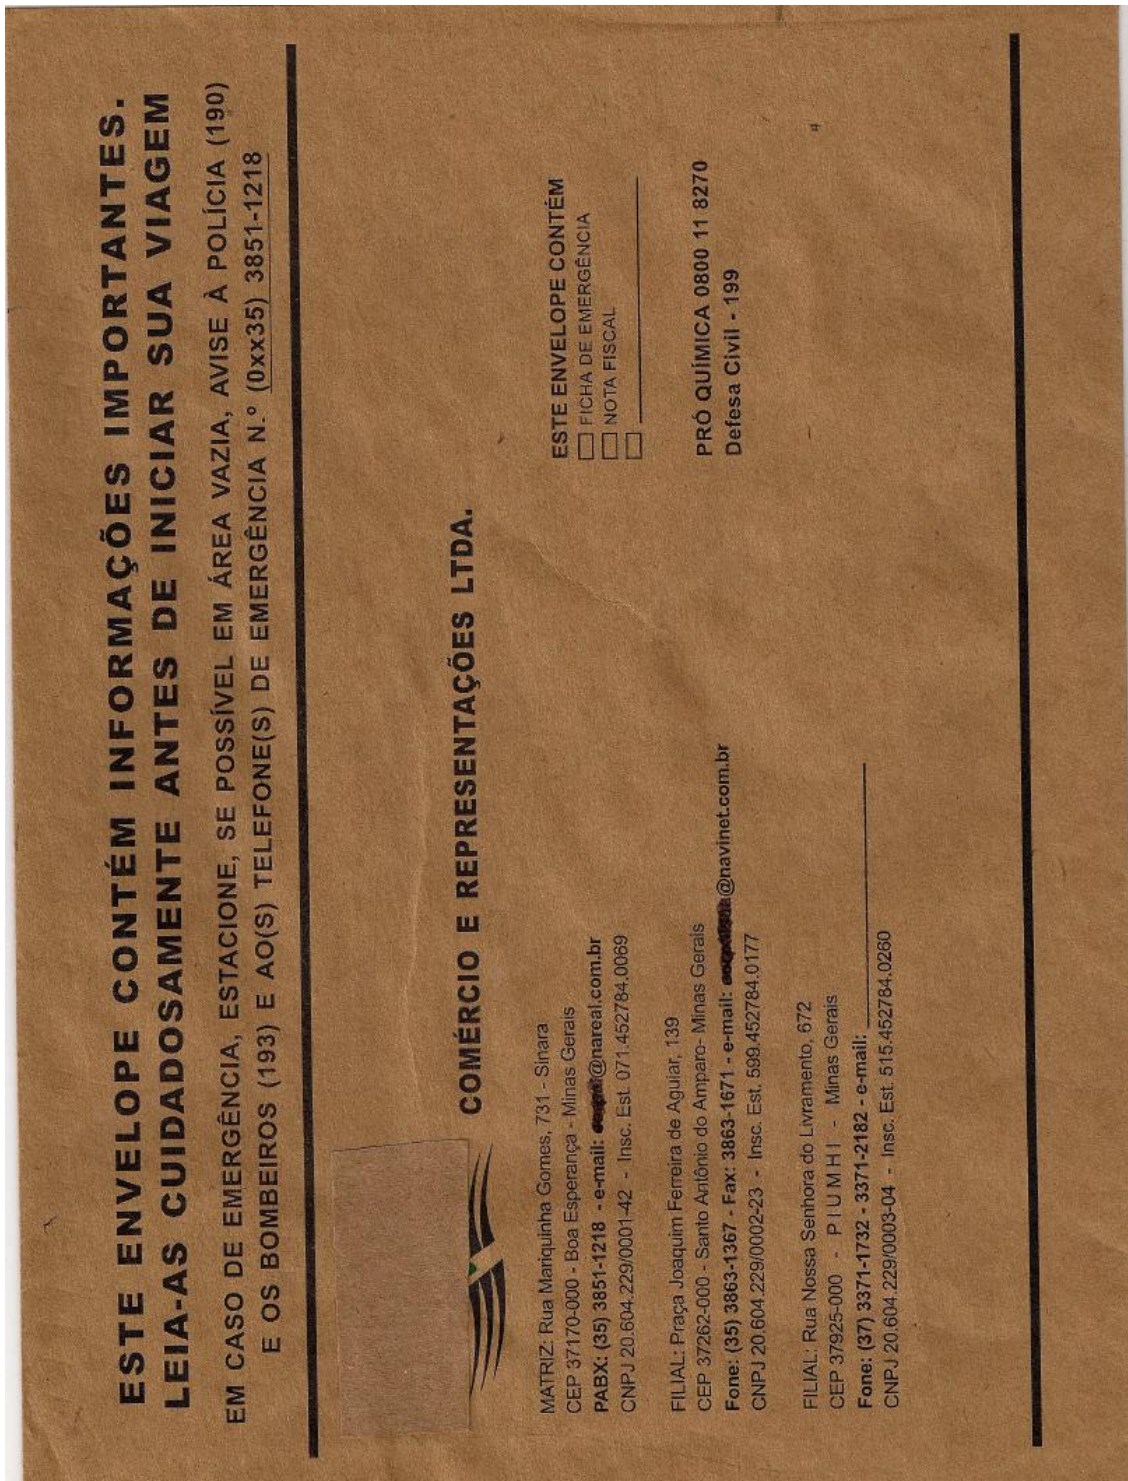 ESTE ENVELOPE CONTÉM INFORMAÇÕES IMPORTANTES.
LEIA-AS CUIDADOSAMENTE ANTES DE INICIAR SUA VIAGEM
EM CASO DE EMERGÊNCIA, ESTACIONE, SE POSSÍVEL EM ÁREA VAZIA, AVISE À POLÍCIA (190)
E OS BOMBEIROS (193) E AO(S) TELEFONE(S) DE EMERGÊNCIA N.º (0xx35) 3851-1218
COMÉRCIO E REPRESENTAÇÕES LTDA.
MATRIZ: Rua Mariquinha Gomes, 731 - Sinara
CEP 37170-000 - Boa Esperança - Minas Gerais
PABX: (35) 3851-1218 - e-mail: @nareal.com.br
CNPJ 20.604.229/0001-42 - Insc. Est. 071.452784.0069
FILIAL: Praça Joaquim Ferreira de Aguiar, 139
CEP 37262-000 - Santo Antônio do Amparo- Minas Gerais
Fone: (35) 3863-1367 - Fax: 3863-1671 - e-mail: @navinet.com.br
CNPJ 20.604.229/0002-23 - Insc. Est. 599.452784.0177
FILIAL: Rua Nossa Senhora do Livramento, 672
CEP 37925-000 - PIUMHI - Minas Gerais
Fone: (37) 3371-1732 - 3371-2182 - e-mail:
CNPJ 20.604.229/0003-04 - Insc. Est. 515.452784.0260
ESTE ENVELOPE CONTÉM
FICHA DE EMERGÊNCIA
NOTA FISCAL
PRÓ QUÍMICA 0800 11 8270
Defesa Civil - 199